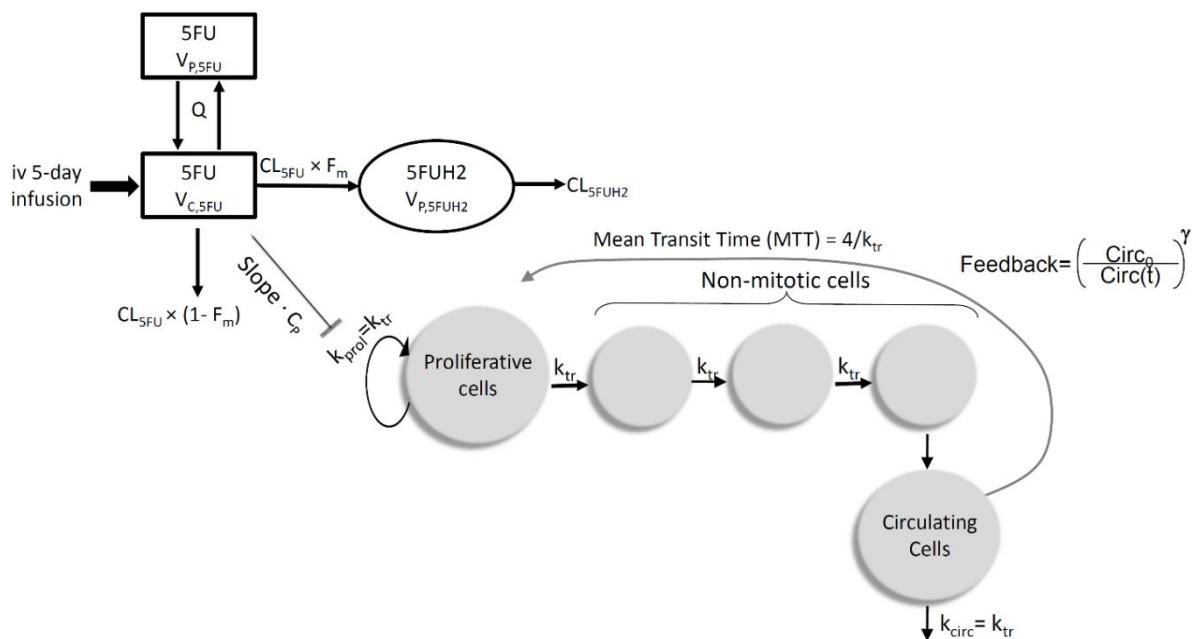 5FU
V_P,5FU
Q
iv 5-day
infusion
5FU
V_C,5FU
CL_5FU × F_m
5FUH2
V_P,5FUH2
CL_5FUH2
CL_5FU × (1- F_m)
Slope · C_P
k_prol=k_tr
Mean Transit Time (MTT) = 4/k_tr
Feedback= (Circ_0 / Circ(t))^γ
Non-mitotic cells
Proliferative
cells
k_tr
k_tr
k_tr
Circulating
Cells
k_circ= k_tr